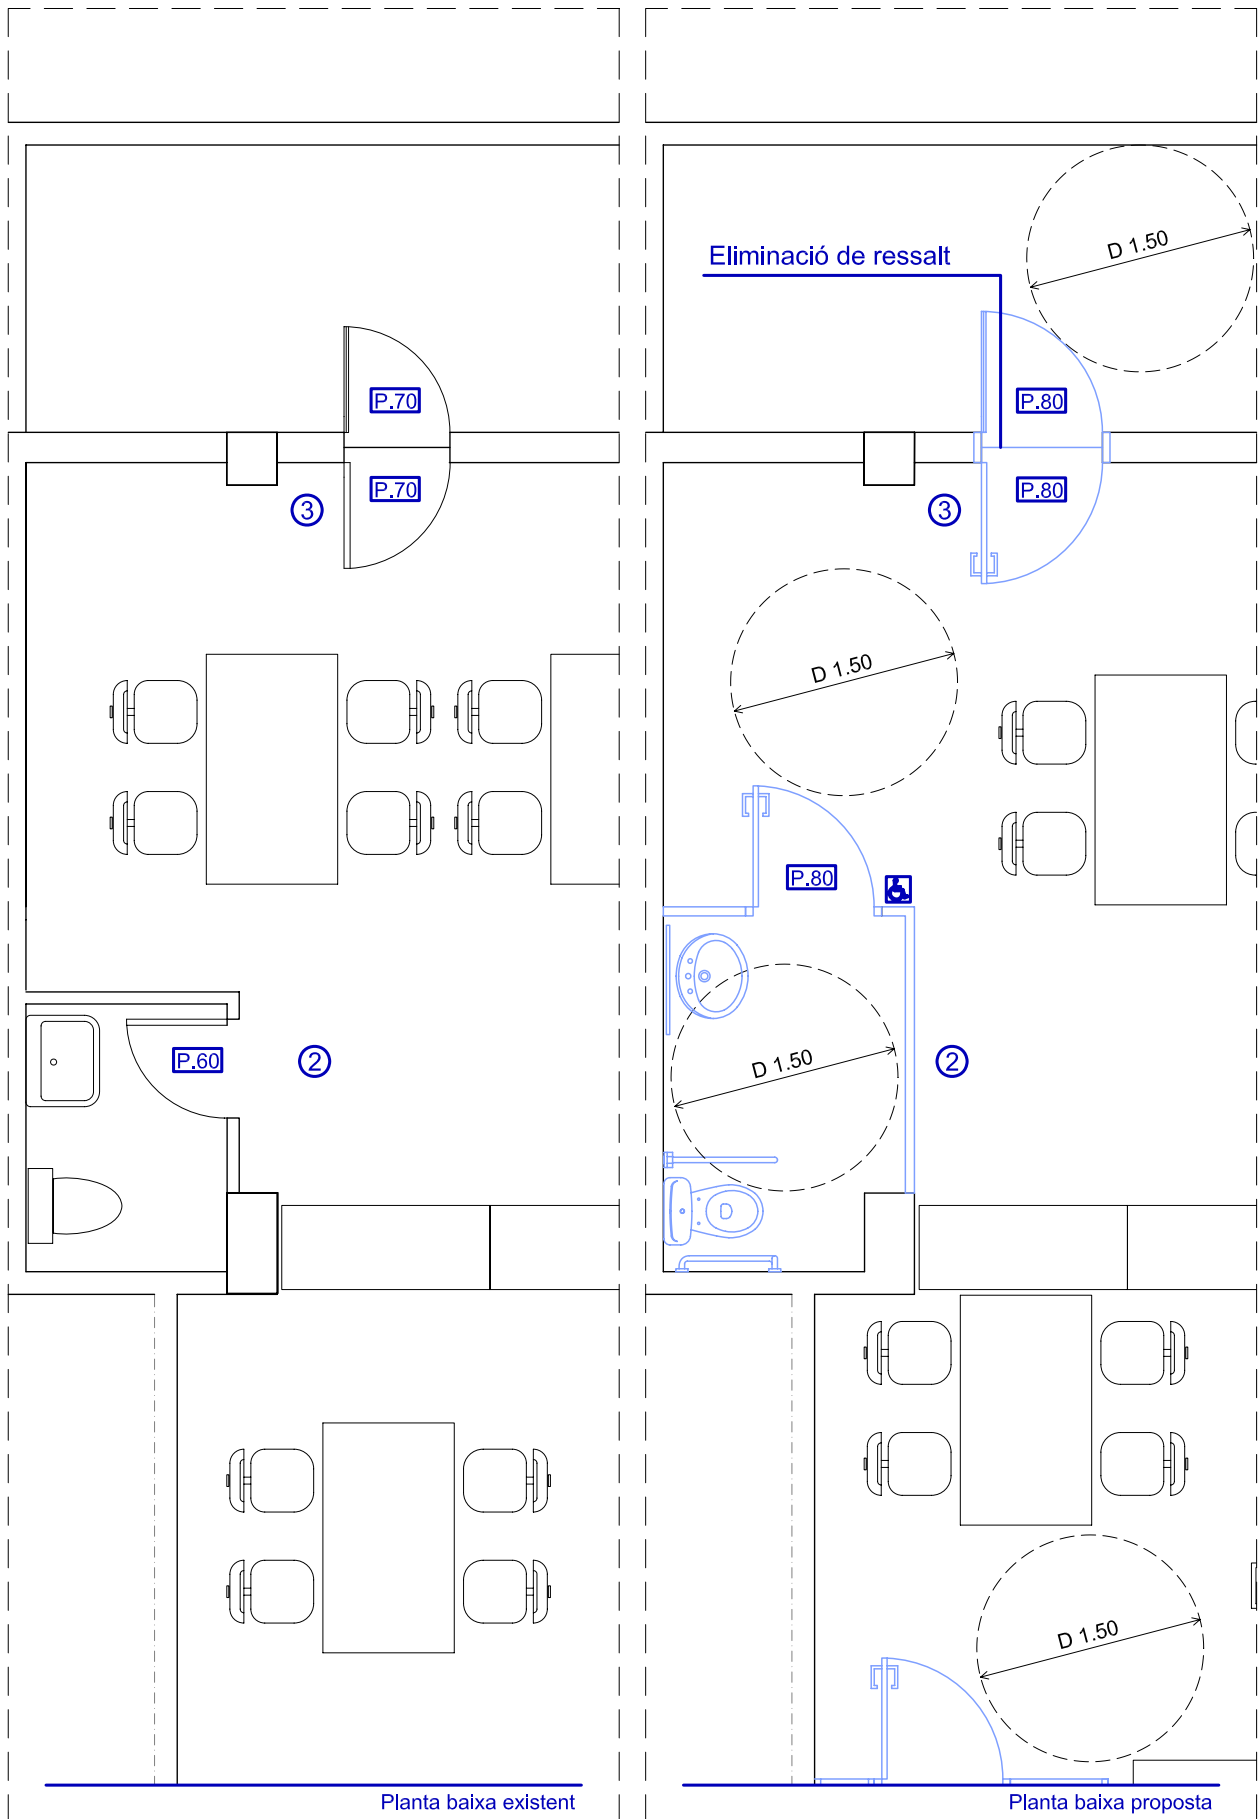 P.70
P.70
3
P.60
2
Planta baixa existent
D 1.50
Eliminació de ressalt
P.80
P.80
3
D 1.50
P.80
D 1.50
2
D 1.50
Planta baixa proposta